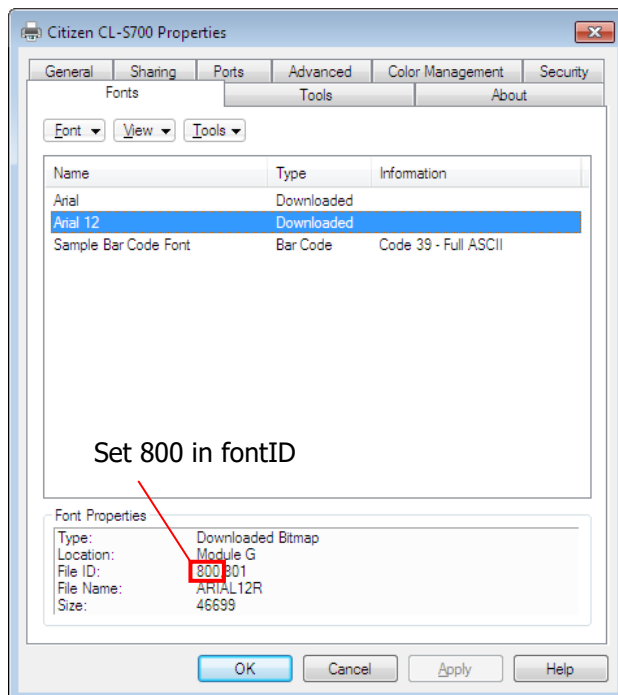 Citizen CL-S700 Properties
General Sharing Ports Advanced Color Management Security
Fonts Tools About
Font View Tools
Name Type Information
Arial Downloaded
Arial 12 Downloaded
Sample Bar Code Font Bar Code Code 39 - Full ASCII
Set 800 in fontID
Font Properties
Type: Downloaded Bitmap
Location: Module G
File ID: 800 801
File Name: ARIAL12R
Size: 46699
OK Cancel Apply Help